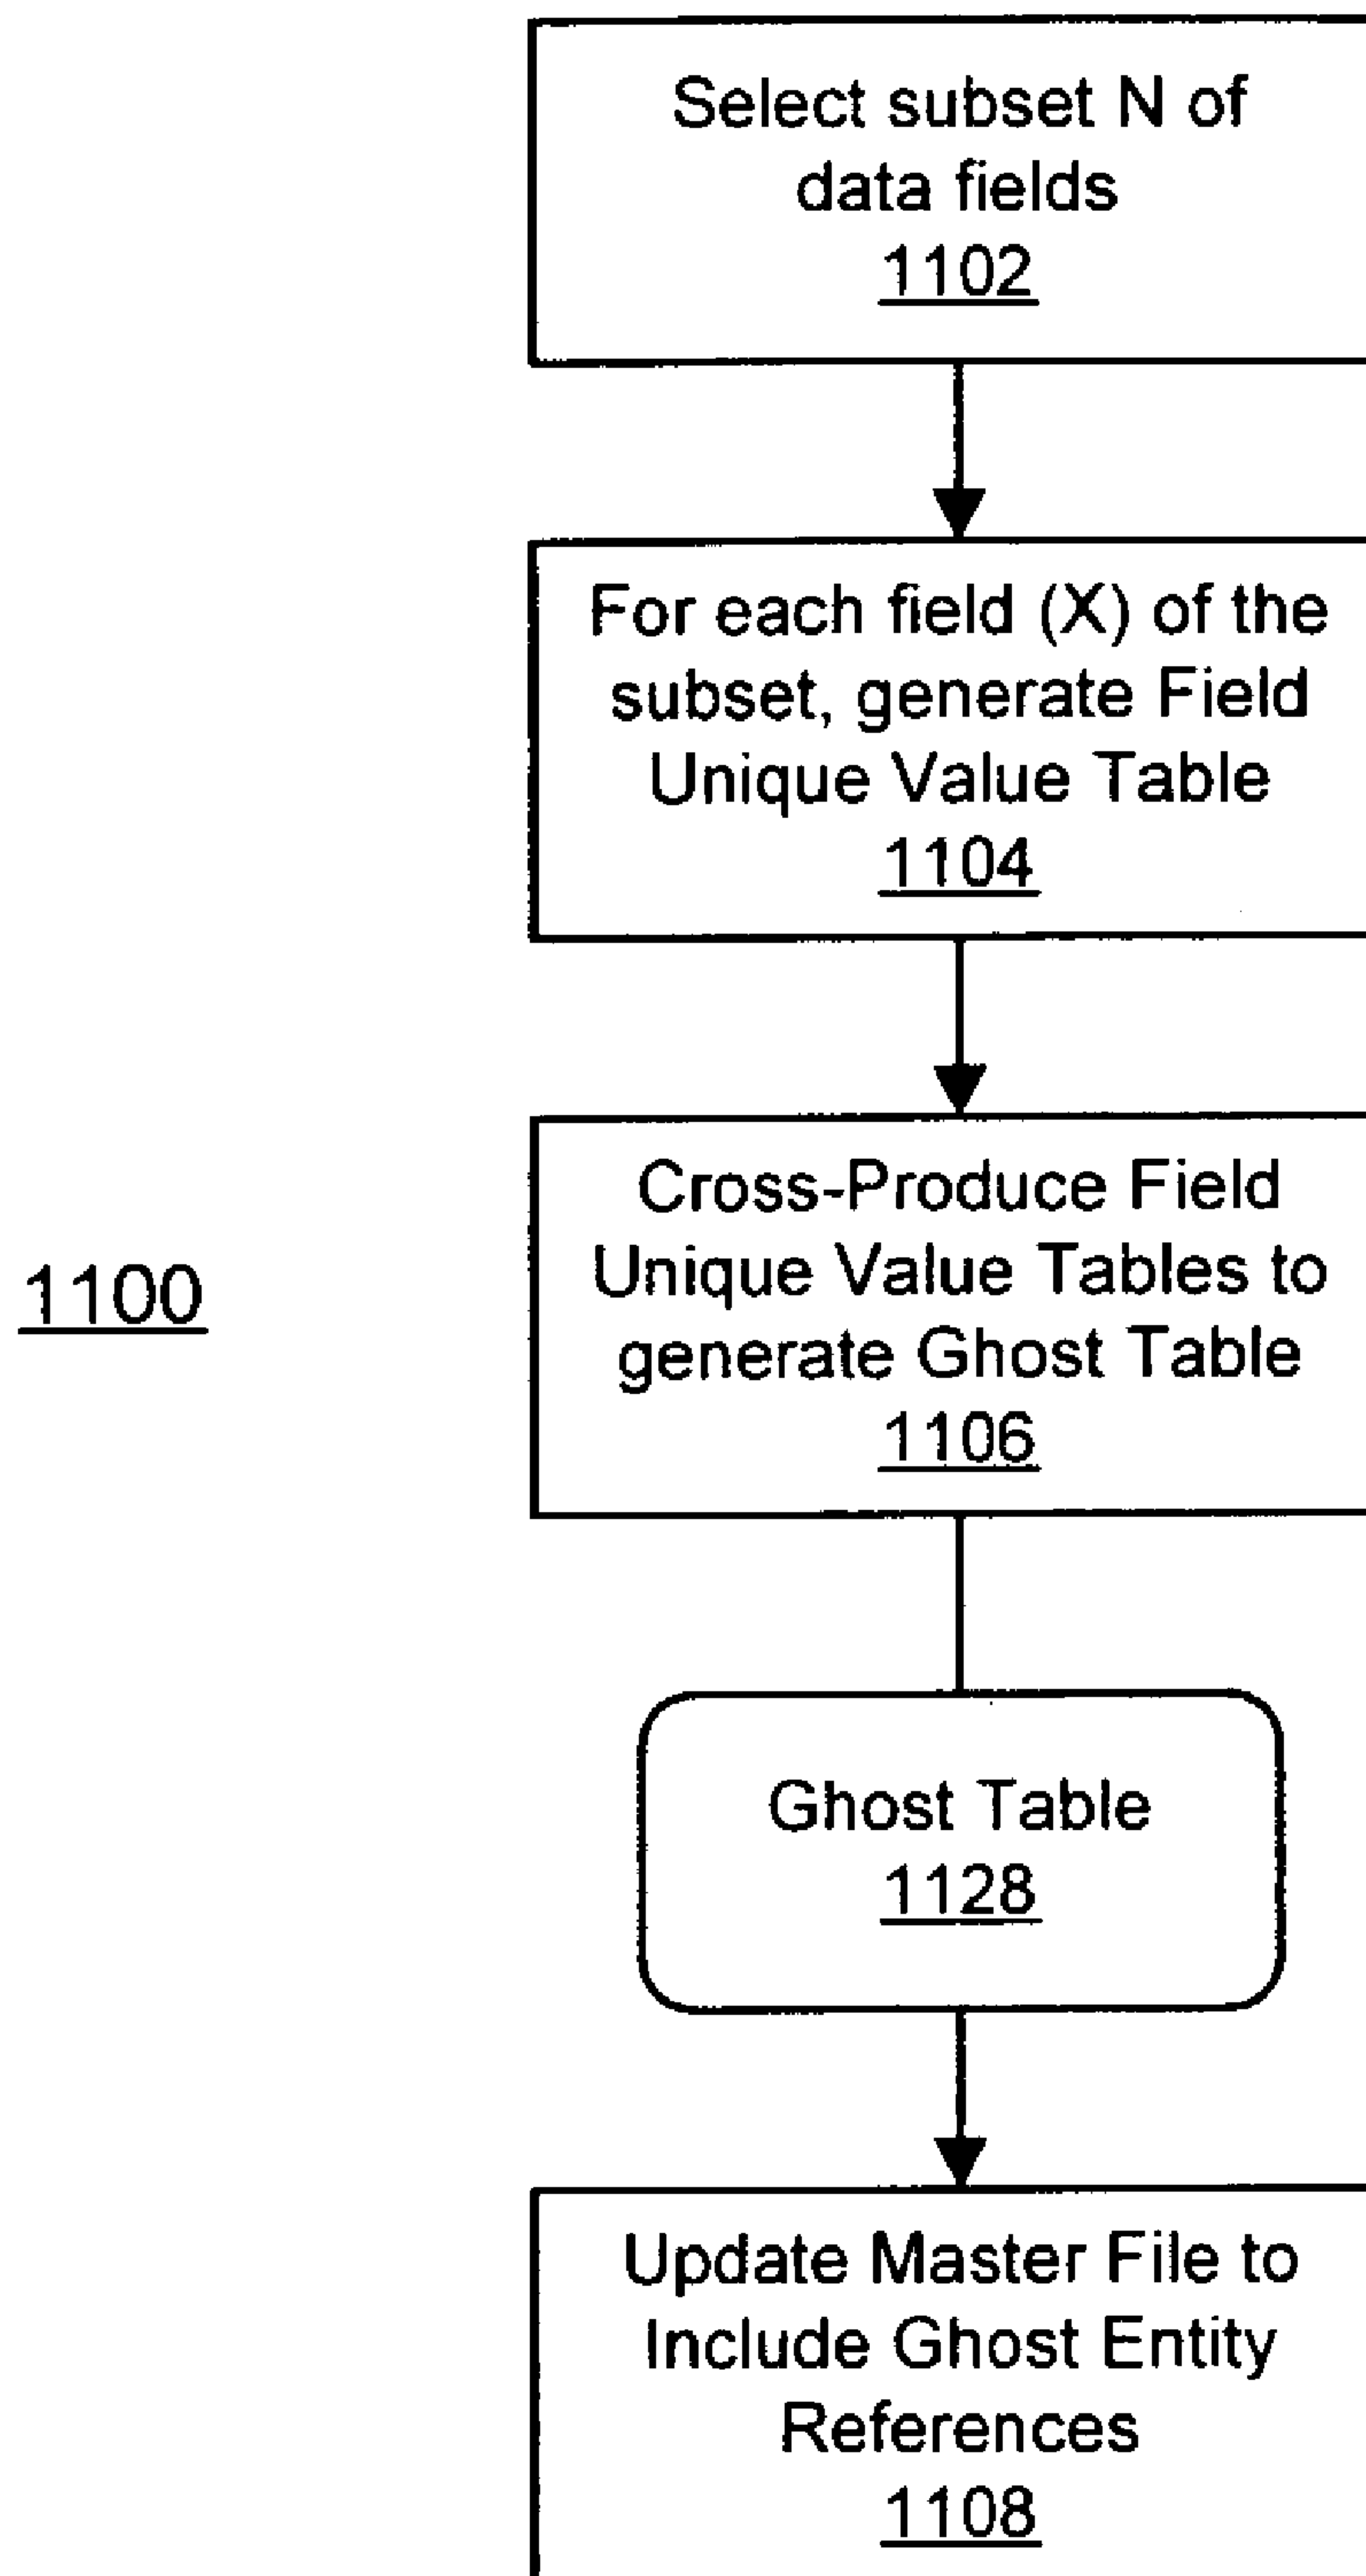 Select subset N of
data fields
1102
For each field (X) of the
subset, generate Field
Unique Value Table
1104
Cross-Produce Field
Unique Value Tables to
generate Ghost Table
1106
1100
Ghost Table
1128
Update Master File to
Include Ghost Entity
References
1108